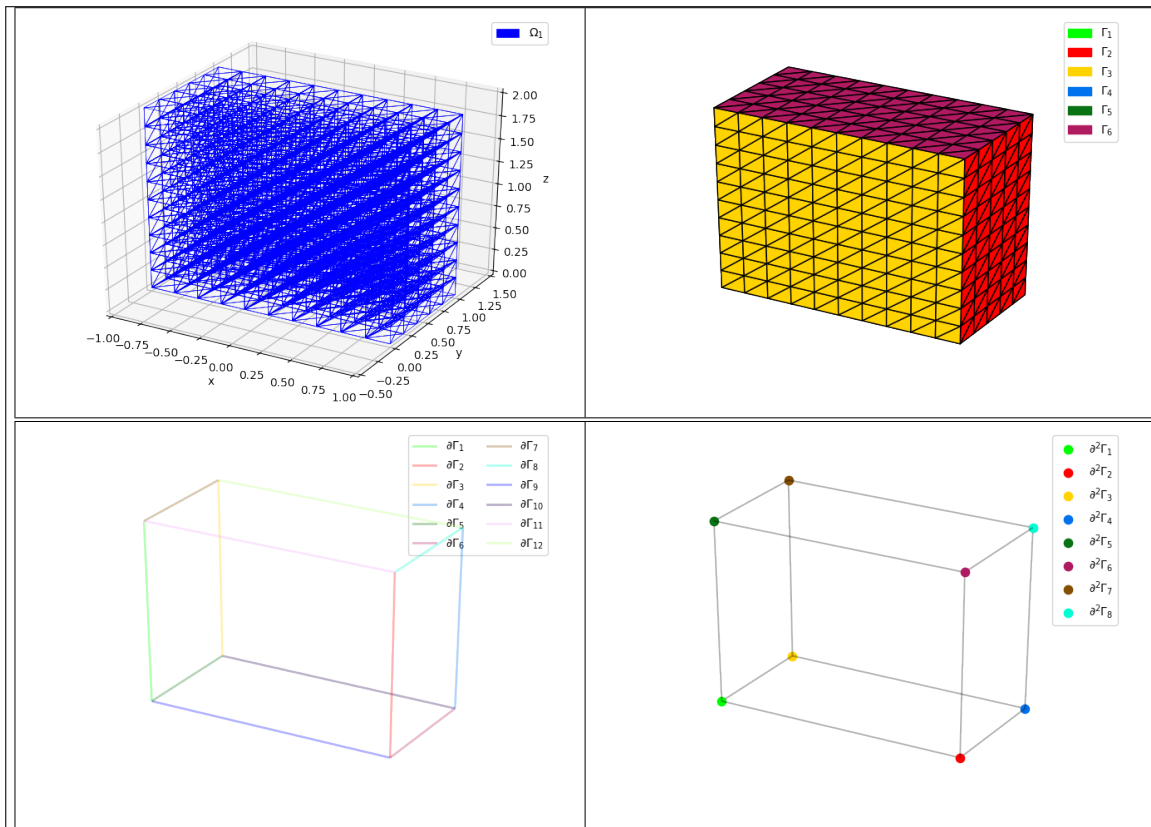 Ω₁
2.00
1.75
1.50
1.25
1.00
z
0.75
0.50
0.25
0.00
1.50
1.25
1.00
0.75
y
0.50
0.25
0.00
−0.25
−0.50
−1.00
−0.75
−0.50
−0.25
x
0.00
0.25
0.50
0.75
1.00
Γ₁
Γ₂
Γ₃
Γ₄
Γ₅
Γ₆
∂Γ₁ ∂Γ₇
∂Γ₂ ∂Γ₈
∂Γ₃ ∂Γ₉
∂Γ₄ ∂Γ₁₀
∂Γ₅ ∂Γ₁₁
∂Γ₆ ∂Γ₁₂
∂²Γ₁
∂²Γ₂
∂²Γ₃
∂²Γ₄
∂²Γ₅
∂²Γ₆
∂²Γ₇
∂²Γ₈